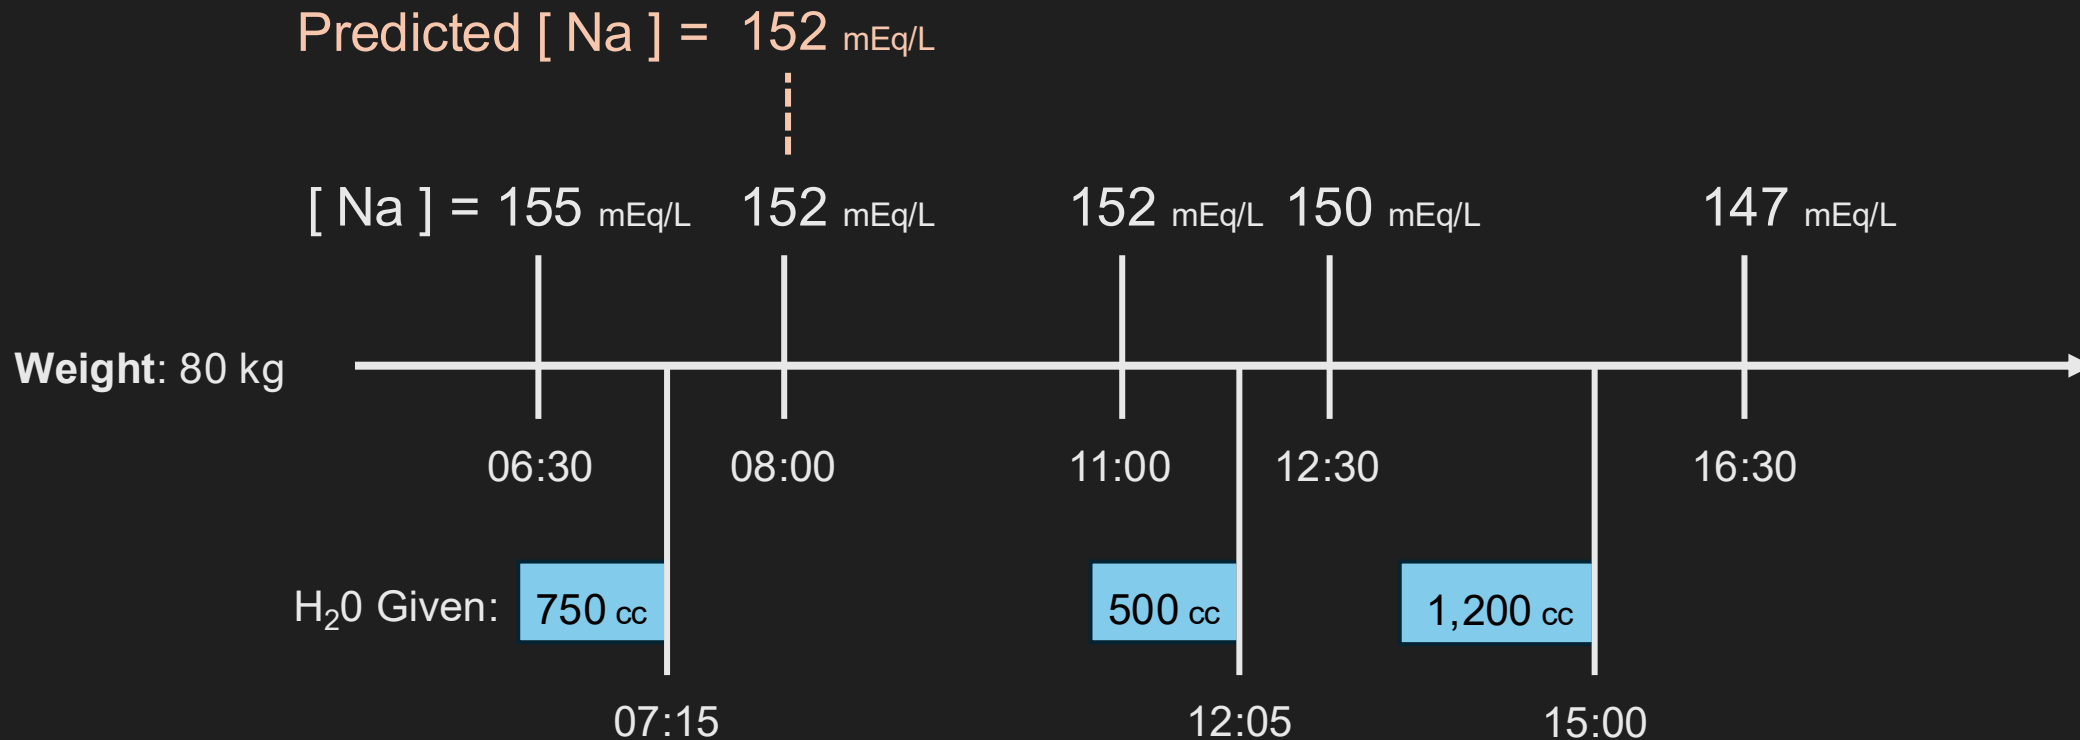 Predicted [ Na ] = 152 mEq/L
[ Na ] = 155 mEq/L 152 mEq/L 152 mEq/L 150 mEq/L 147 mEq/L
Weight: 80 kg
06:30 08:00 11:00 12:30 16:30
H₂0 Given: 750 cc 500 cc 1,200 cc
07:15 12:05 15:00